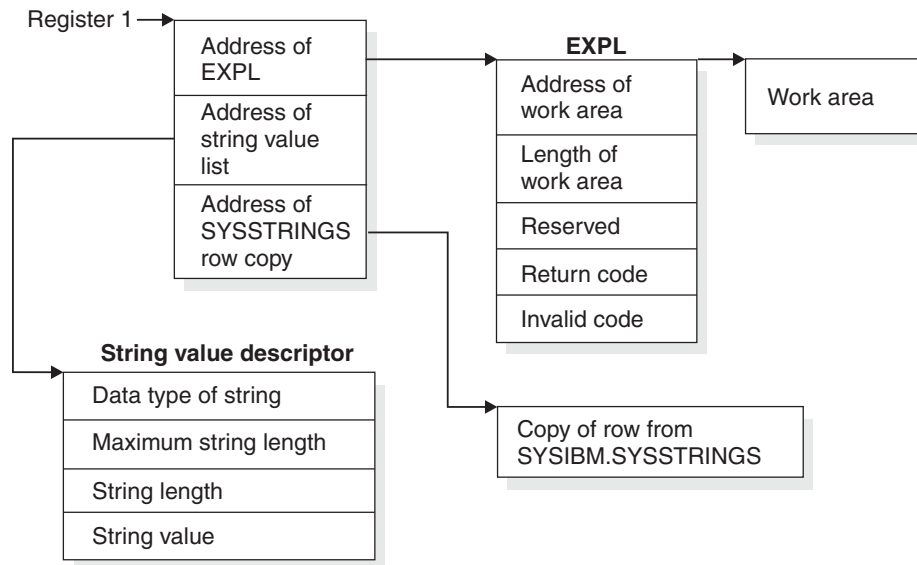 Register 1
Address of
EXPL
Address of
string value
list
Address of
SYSSTRINGS
row copy
EXPL
Address of
work area
Length of
work area
Reserved
Return code
Invalid code
Work area
String value descriptor
Data type of string
Maximum string length
String length
String value
Copy of row from
SYSIBM.SYSSTRINGS